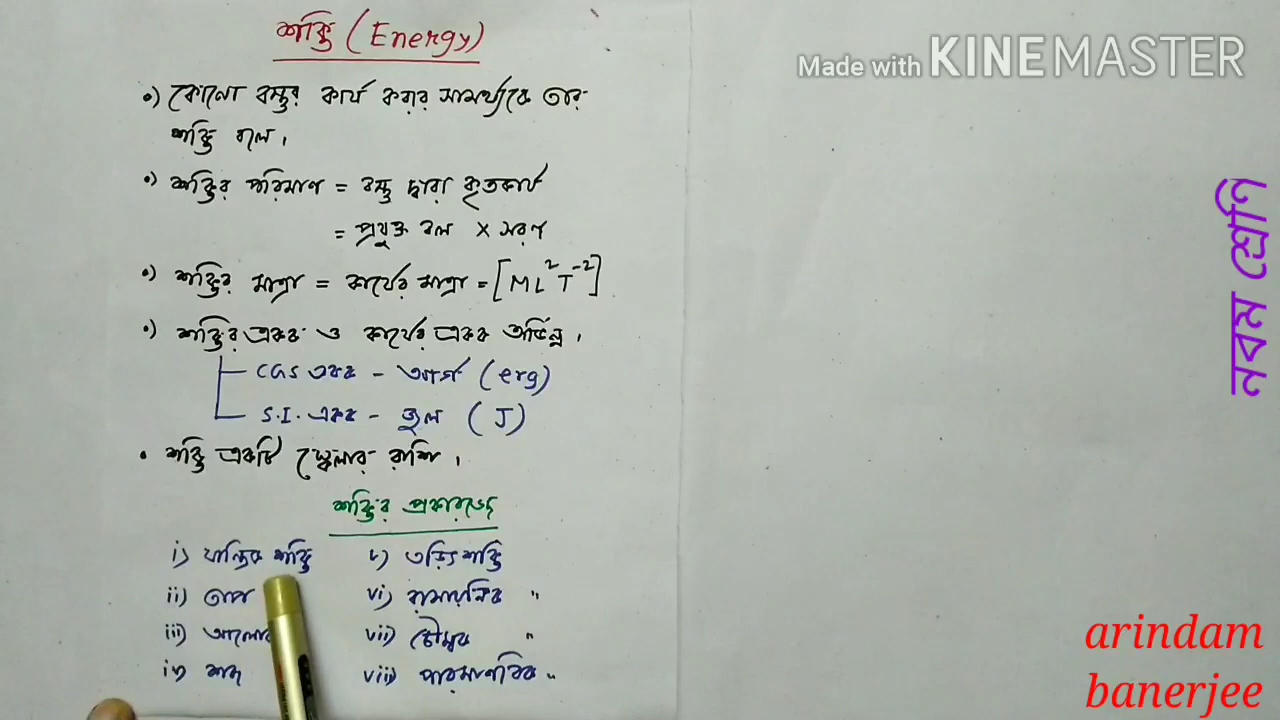 শক্তি (Energy)
•) কোনো বস্তুর কার্য করার সামর্থ্যকে তার
শক্তি বলে।
•) শক্তির পরিমাণ = বস্তু দ্বারা কৃতকার্য
= প্রযুক্ত বল × সরণ
•) শক্তির মাত্রা = কার্যের মাত্রা = [ML²T⁻²]
•) শক্তির একক ও কার্যের একক অভিন্ন।
CGS একক - আর্গ (erg)
S.I. একক - জুল (J)
• শক্তি একটি স্কেলার রাশি।
শক্তির প্রকারভেদ
i) যান্ত্রিক শক্তি
ii) তাপ
iii) আলোক
iv) শব্দ
v) তড়িৎ শক্তি
vi) রাসায়নিক "
vii) চৌম্বক "
viii) পারমাণবিক "
Made with KINEMASTER
নবম শ্রেণি
arindam
banerjee